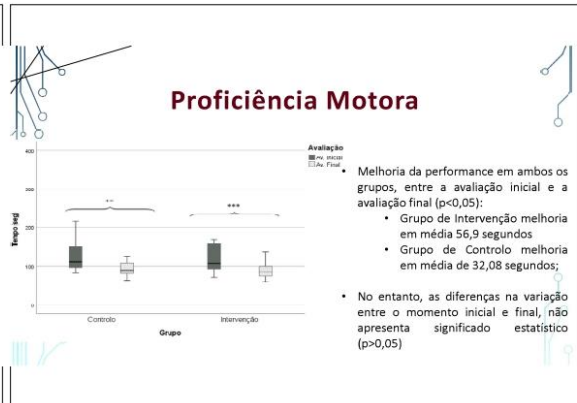 Proficiência Motora
Avaliação
Av. Inicial
Av. Final
400
300
200
100
0
Tempo seg
**
***
Controlo
Intervenção
Grupo
• Melhoria da performance em ambos os
grupos, entre a avaliação inicial e a
avaliação final (p<0,05):
• Grupo de Intervenção melhoria
em média 56,9 segundos
• Grupo de Controlo melhoria
em média de 32,08 segundos;
• No entanto, as diferenças na variação
entre o momento inicial e final, não
apresenta significado estatístico
(p>0,05)